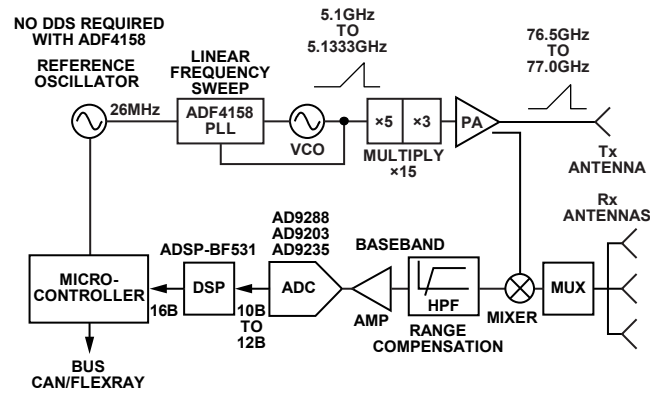 NO DDS REQUIRED
WITH ADF4158
REFERENCE
OSCILLATOR
26MHz
LINEAR
FREQUENCY
SWEEP
ADF4158
PLL
VCO
5.1GHz
TO
5.1333GHz
×5
×3
MULTIPLY
×15
PA
76.5GHz
TO
77.0GHz
Tx
ANTENNA
Rx
ANTENNAS
MICRO-
CONTROLLER
16B
ADSP-BF531
DSP
10B
TO
12B
AD9288
AD9203
AD9235
ADC
BASEBAND
AMP
HPF
RANGE
COMPENSATION
MIXER
MUX
BUS
CAN/FLEXRAY